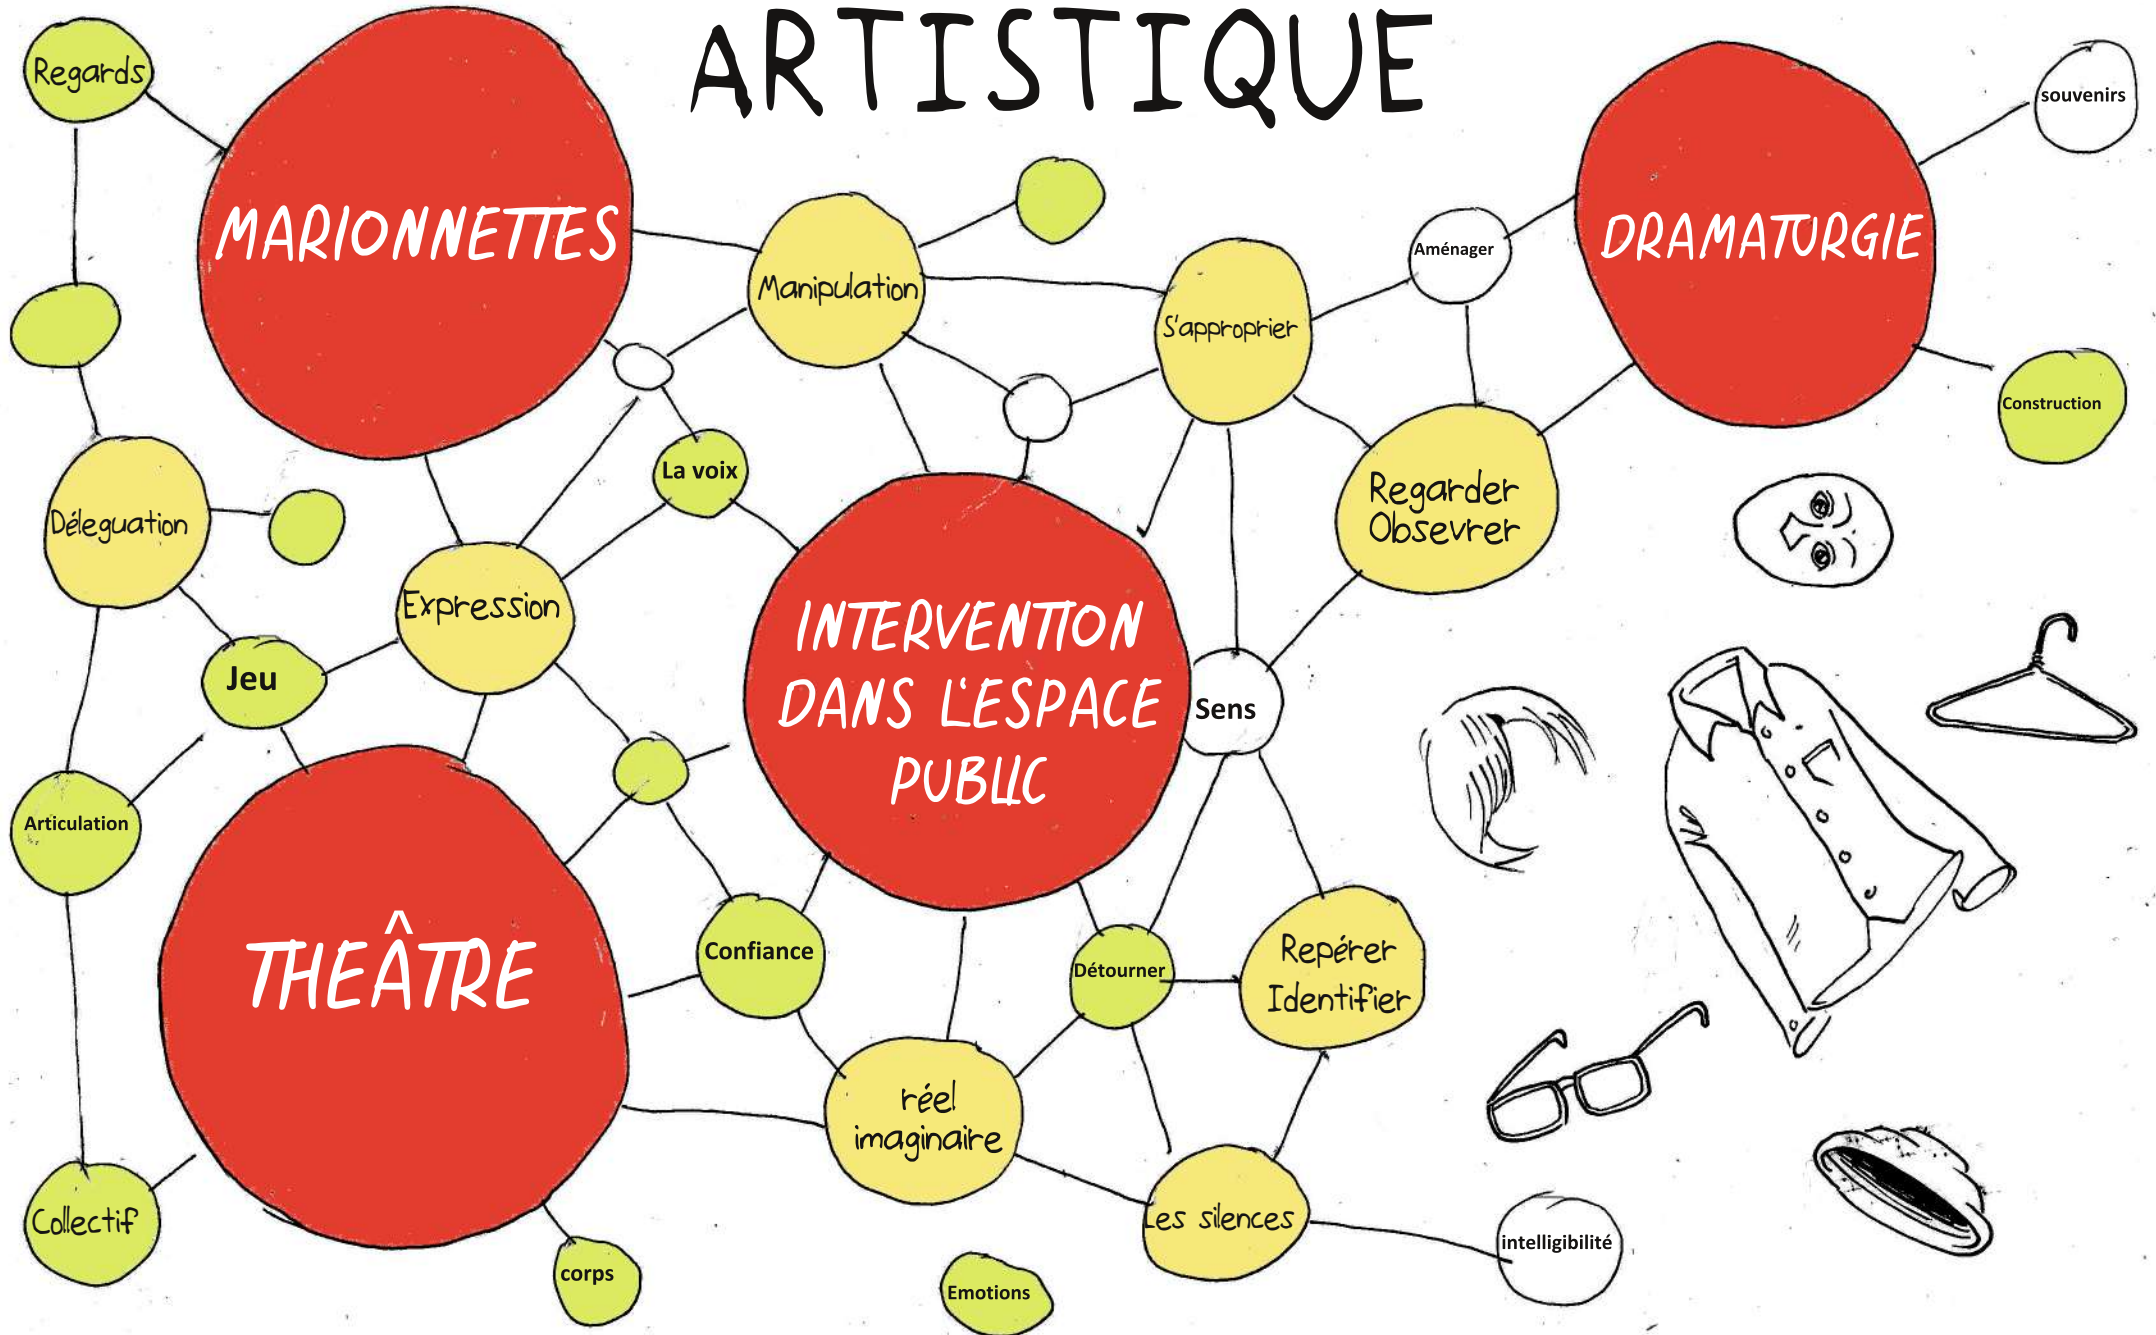 ARTISTIQUE
Regards
souvenirs
MARIONNETTES
DRAMATURGIE
Aménager
Manipulation
S'approprier
Construction
La voix
Regarder
Obsevrer
Déleguation
Expression
INTERVENTION
DANS L'ESPACE
PUBLIC
Jeu
Sens
Articulation
THEÂTRE
Confiance
Détourner
Repérer
Identifier
réel
imaginaire
Collectif
Les silences
intelligibilité
corps
Emotions